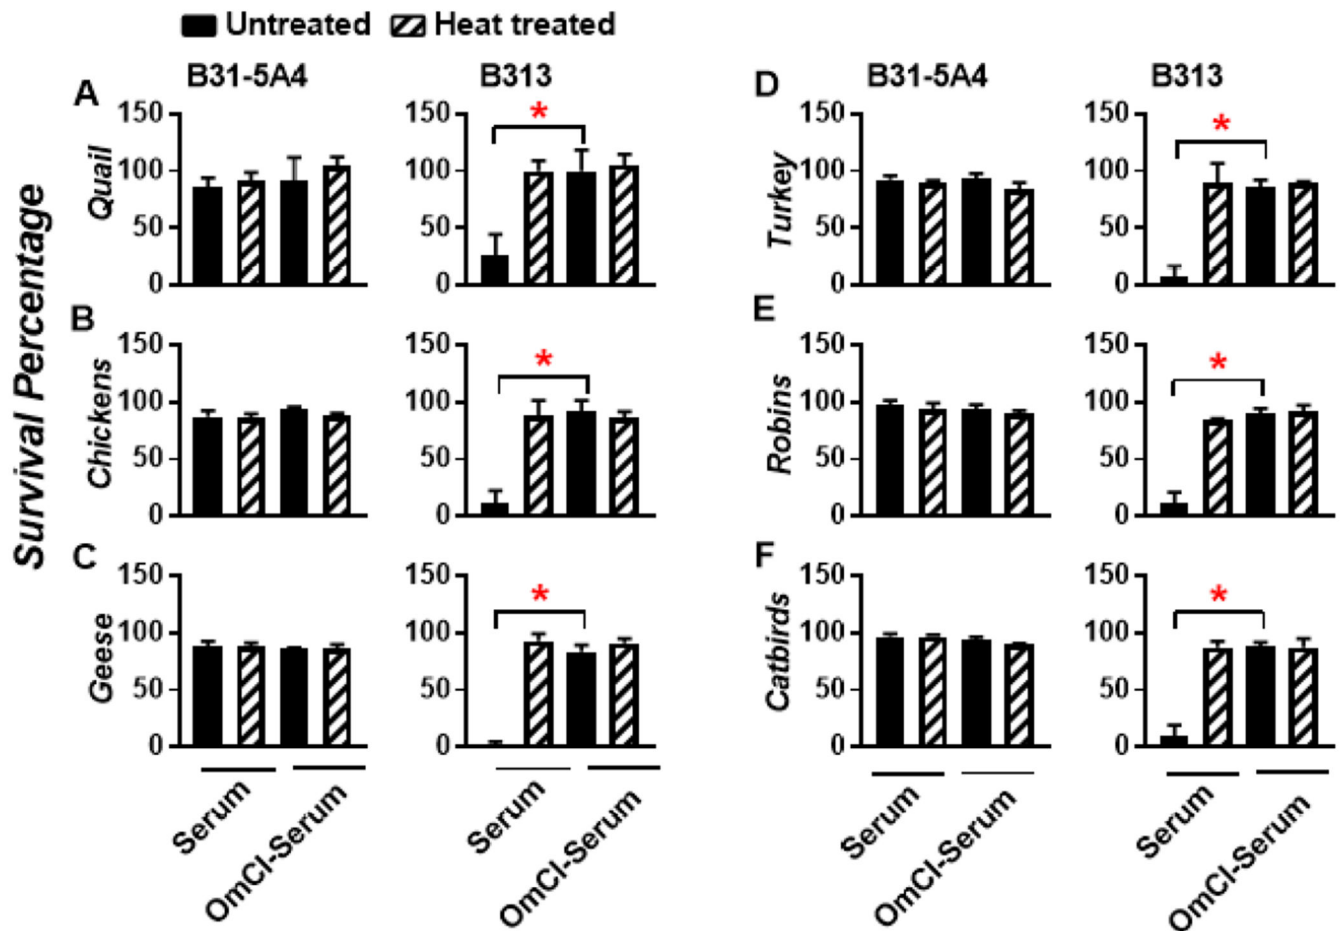 Untreated Heat treated
B31-5A4 B313 B31-5A4 B313
Survival Percentage
A
Quail
150
100
50
0
150
100
50
0
*
D
Turkey
150
100
50
0
150
100
50
0
*
B
Chickens
150
100
50
0
150
100
50
0
*
E
Robins
150
100
50
0
150
100
50
0
*
C
Geese
150
100
50
0
150
100
50
0
*
F
Catbirds
150
100
50
0
150
100
50
0
*
Serum
OmCI-Serum
Serum
OmCI-Serum
Serum
OmCI-Serum
Serum
OmCI-Serum